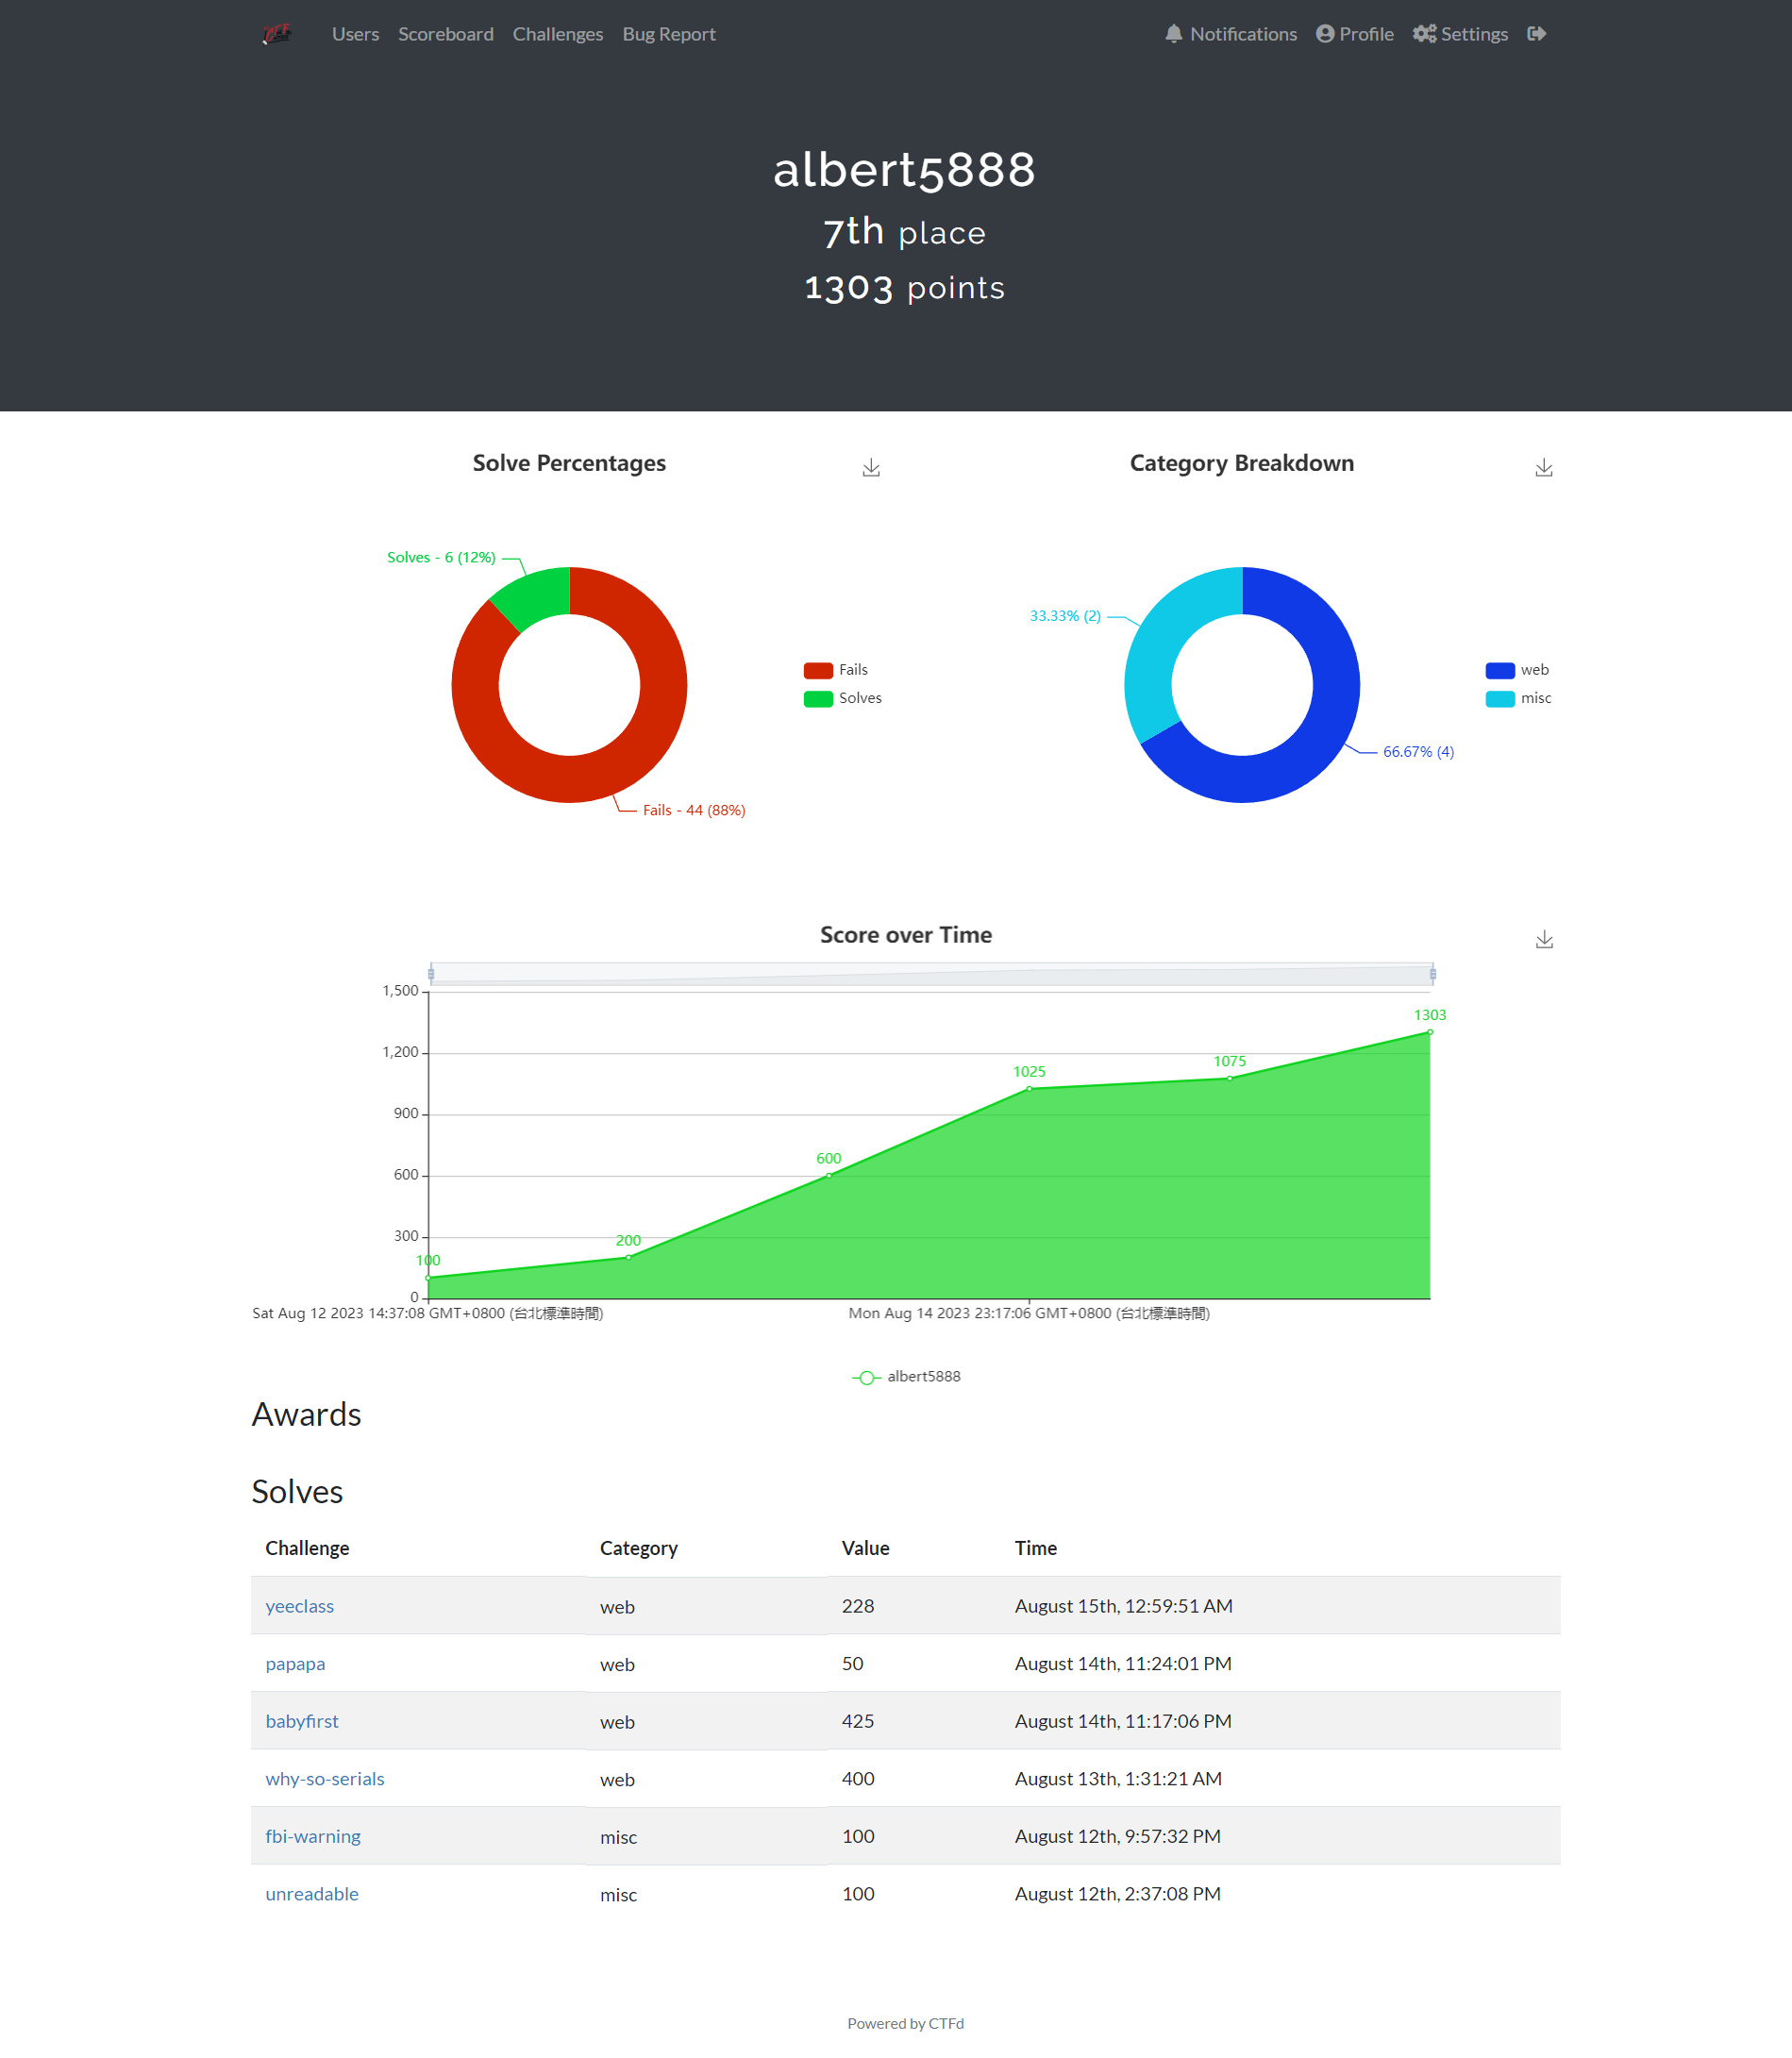 Users Scoreboard Challenges Bug Report Notifications Profile Settings
albert5888
7th place
1303 points
Solve Percentages
Solves - 6 (12%)
Fails
Solves
Fails - 44 (88%)
Category Breakdown
33.33% (2)
web
misc
66.67% (4)
Score over Time
1,500
1,200
900
600
300
0
100
200
600
1025
1075
1303
Sat Aug 12 2023 14:37:08 GMT+0800 (台北標準時間)
Mon Aug 14 2023 23:17:06 GMT+0800 (台北標準時間)
albert5888
Awards
Solves
Challenge Category Value Time
yeeclass web 228 August 15th, 12:59:51 AM
papapa web 50 August 14th, 11:24:01 PM
babyfirst web 425 August 14th, 11:17:06 PM
why-so-serials web 400 August 13th, 1:31:21 AM
fbi-warning misc 100 August 12th, 9:57:32 PM
unreadable misc 100 August 12th, 2:37:08 PM
Powered by CTFd